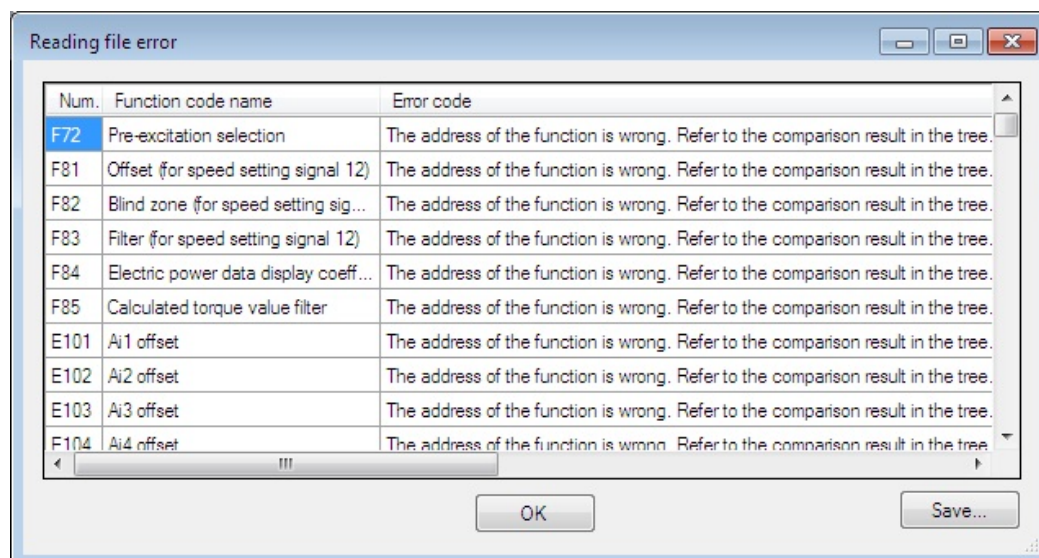 Reading file error
Num. Function code name Error code
F72 Pre-excitation selection The address of the function is wrong. Refer to the comparison result in the tree.
F81 Offset (for speed setting signal 12) The address of the function is wrong. Refer to the comparison result in the tree.
F82 Blind zone (for speed setting sig... The address of the function is wrong. Refer to the comparison result in the tree.
F83 Filter (for speed setting signal 12) The address of the function is wrong. Refer to the comparison result in the tree.
F84 Electric power data display coeff... The address of the function is wrong. Refer to the comparison result in the tree.
F85 Calculated torque value filter The address of the function is wrong. Refer to the comparison result in the tree.
E101 Ai1 offset The address of the function is wrong. Refer to the comparison result in the tree.
E102 Ai2 offset The address of the function is wrong. Refer to the comparison result in the tree.
E103 Ai3 offset The address of the function is wrong. Refer to the comparison result in the tree.
E104 Ai4 offset The address of the function is wrong. Refer to the comparison result in the tree.
OK
Save...